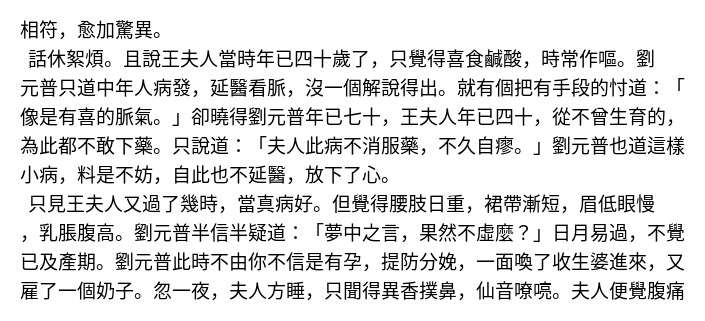 相符，愈加驚異。
話休絮煩。且說王夫人當時年已四十歲了，只覺得喜食鹹酸，時常作嘔。劉
元普只道中年人病發，延醫看脈，沒一個解說得出。就有個把有手段的忖道：「
像是有喜的脈氣。」卻曉得劉元普年已七十，王夫人年已四十，從不曾生育的，
為此都不敢下藥。只說道：「夫人此病不消服藥，不久自瘳。」劉元普也道這樣
小病，料是不妨，自此也不延醫，放下了心。
只見王夫人又過了幾時，當真病好。但覺得腰肢日重，裙帶漸短，眉低眼慢
，乳脹腹高。劉元普半信半疑道：「夢中之言，果然不虛麼？」日月易過，不覺
已及產期。劉元普此時不由你不信是有孕，提防分娩，一面喚了收生婆進來，又
雇了一個奶子。忽一夜，夫人方睡，只聞得異香撲鼻，仙音嘹喨。夫人便覺腹痛